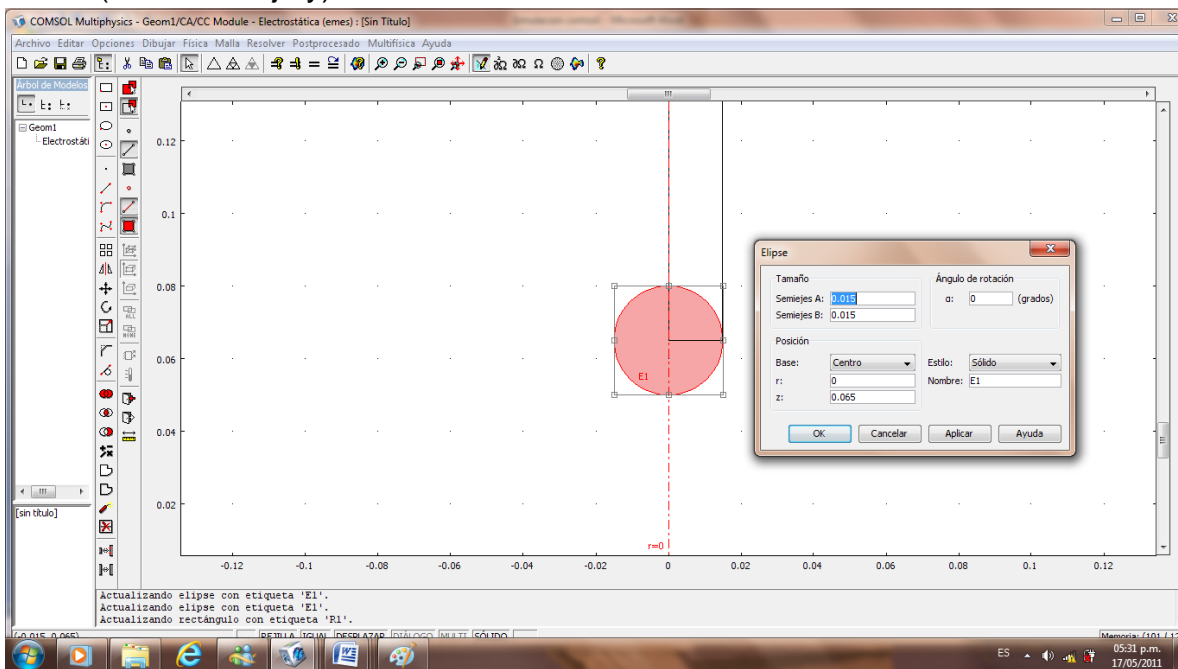 COMSOL Multiphysics - Geom1/CA/CC Module - Electrostática (emes) : [Sin Título]
Archivo Editar Opciones Dibujar Física Malla Resolver Postprocesado Multifísica Ayuda
Árbol de Modelos
Geom1
Electrostáti
[sin título]
0.12
0.1
0.08
0.06
0.04
0.02
E1
r=0
-0.12 -0.1 -0.08 -0.06 -0.04 -0.02 0 0.02 0.04 0.06 0.08 0.1 0.12
Elipse
Tamaño
Semiejes A: 0.015
Semiejes B: 0.015
Ángulo de rotación
α: 0 (grados)
Posición
Base: Centro
r: 0
z: 0.065
Estilo: Sólido
Nombre: E1
OK Cancelar Aplicar Ayuda
Actualizando elipse con etiqueta 'E1'.
Actualizando elipse con etiqueta 'E1'.
Actualizando rectángulo con etiqueta 'R1'.
(-0.015, 0.065) REJILLA IGUAL DESPLAZAR DIÁLOGO MULTI SÓLIDO Memoria: (101 /
ES 05:31 p.m.
17/05/2011